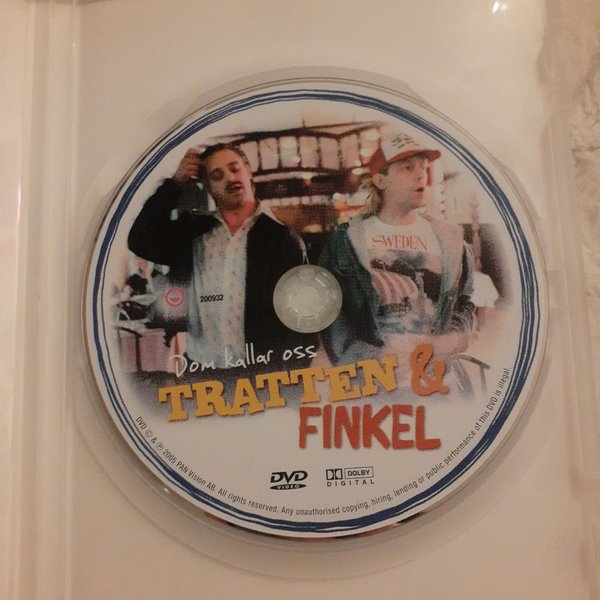 SWEDEN
200932
Dom kallar oss
TRATTEN &
FINKEL
DVD
VIDEO
DOLBY
DIGITAL
DVD © & ℗ 2005 PAN Vision AB. All rights reserved. Any unauthorised copying, hiring, lending or public performance of this DVD is illegal.